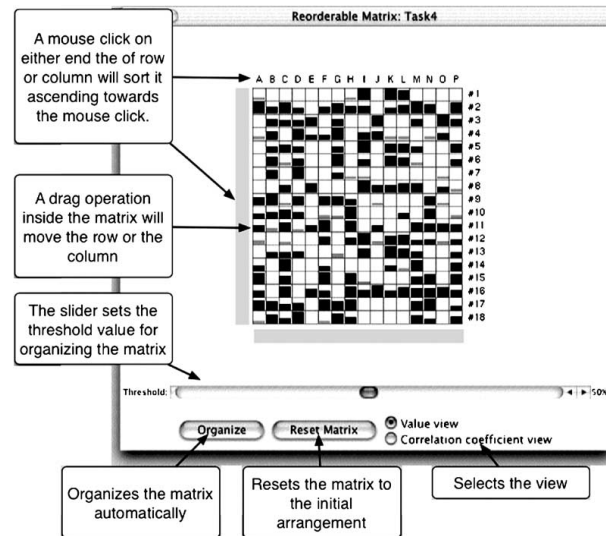 Reorderable Matrix: Task4
A mouse click on
either end the of row
or column will sort it
ascending towards
the mouse click.
A B C D E F G H I J K L M N O P
#1
#2
#3
#4
#5
#6
#7
#8
#9
#10
#11
#12
#13
#14
#15
#16
#17
#18
A drag operation
inside the matrix will
move the row or the
column
The slider sets the
threshold value for
organizing the matrix
Threshold:
50%
Organize
Reset Matrix
Value view
Correlation coefficient view
Organizes the matrix
automatically
Resets the matrix to
the initial
arrangement
Selects the view